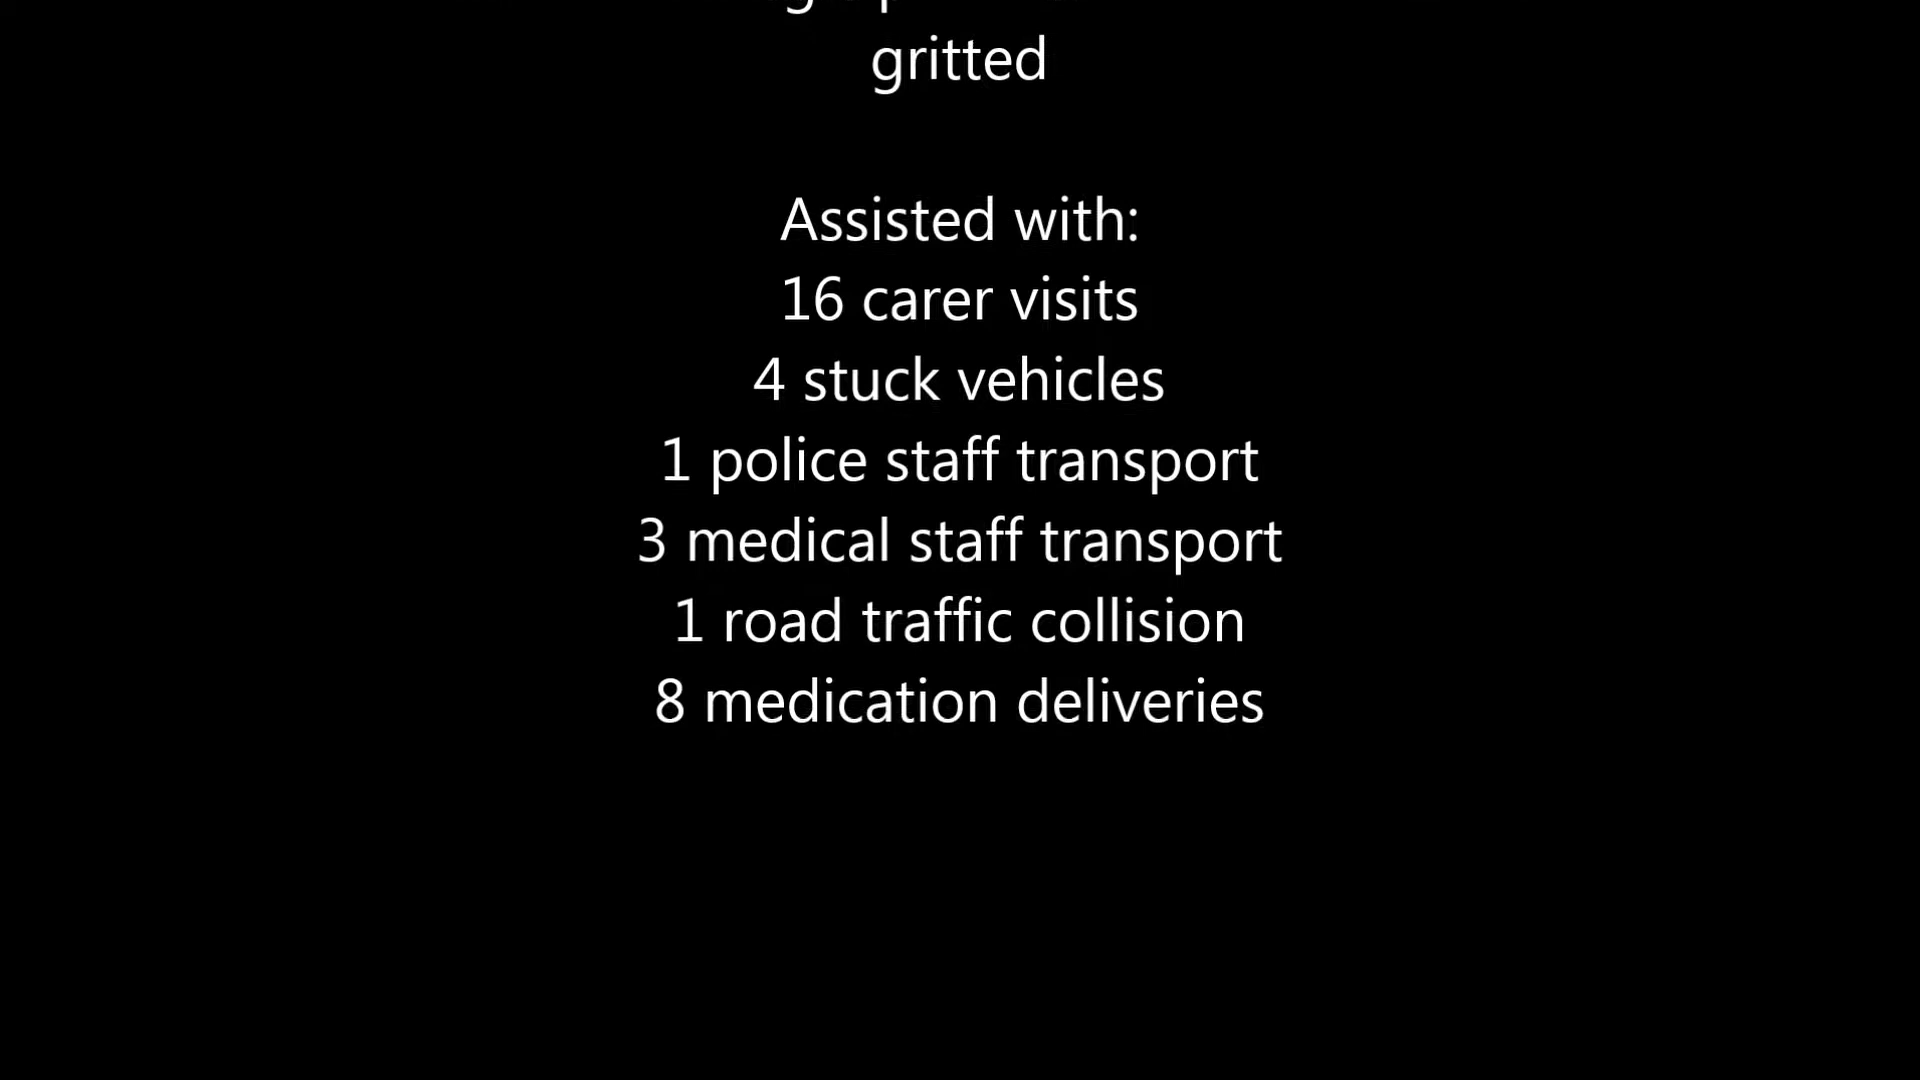 gritted
Assisted with:
16 carer visits
4 stuck vehicles
1 police staff transport
3 medical staff transport
1 road traffic collision
8 medication deliveries